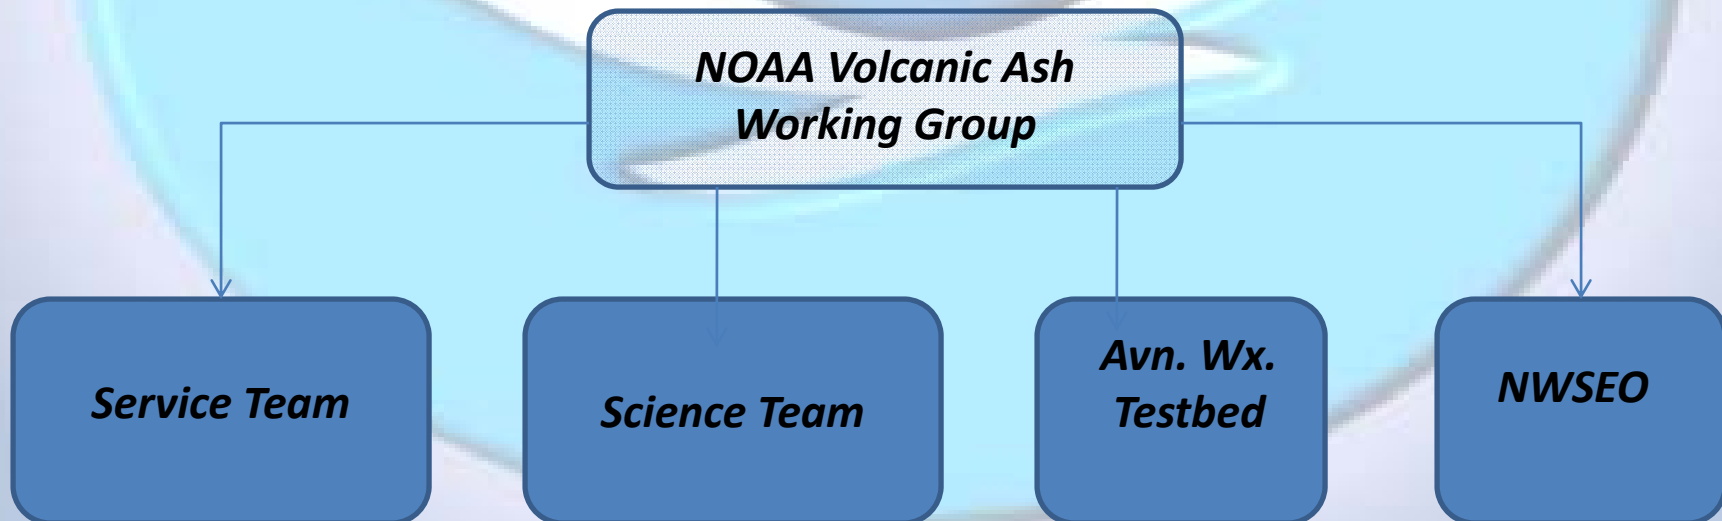 NOAA Volcanic Ash
Working Group
Service Team
Science Team
Avn. Wx.
Testbed
NWSEO